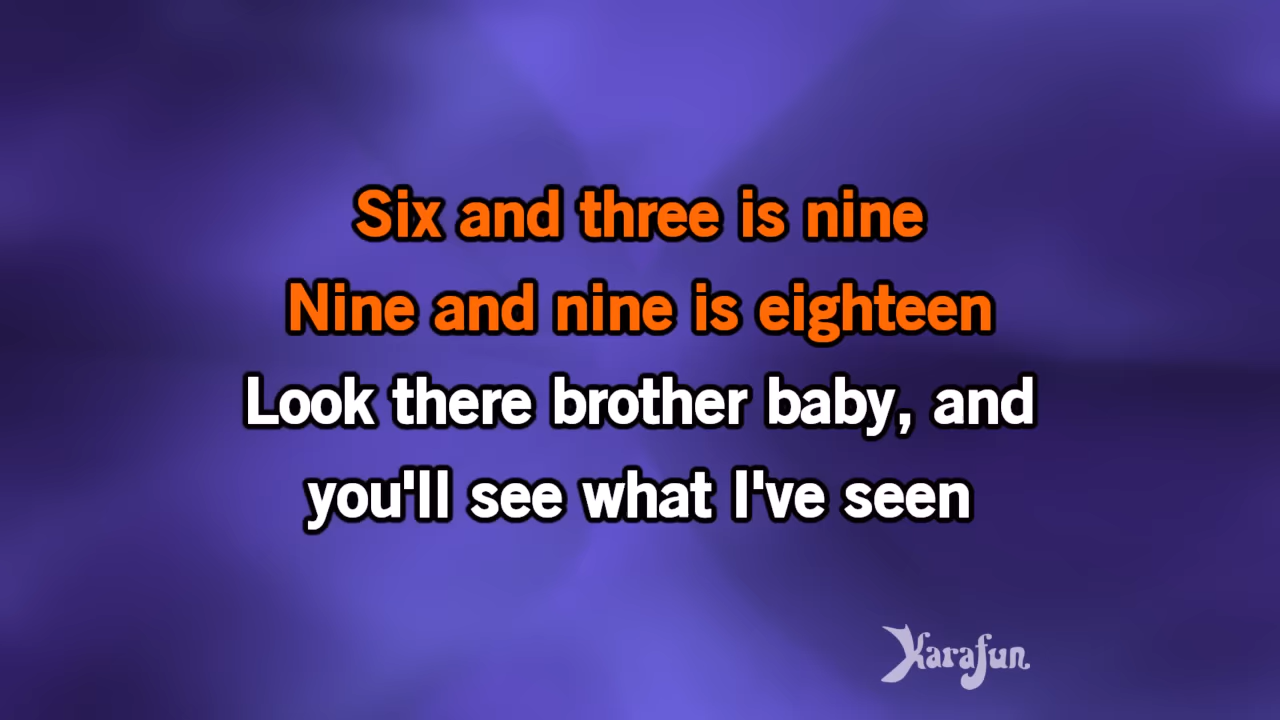 Six and three is nine
Nine and nine is eighteen
Look there brother baby, and
you'll see what I've seen
Karafun